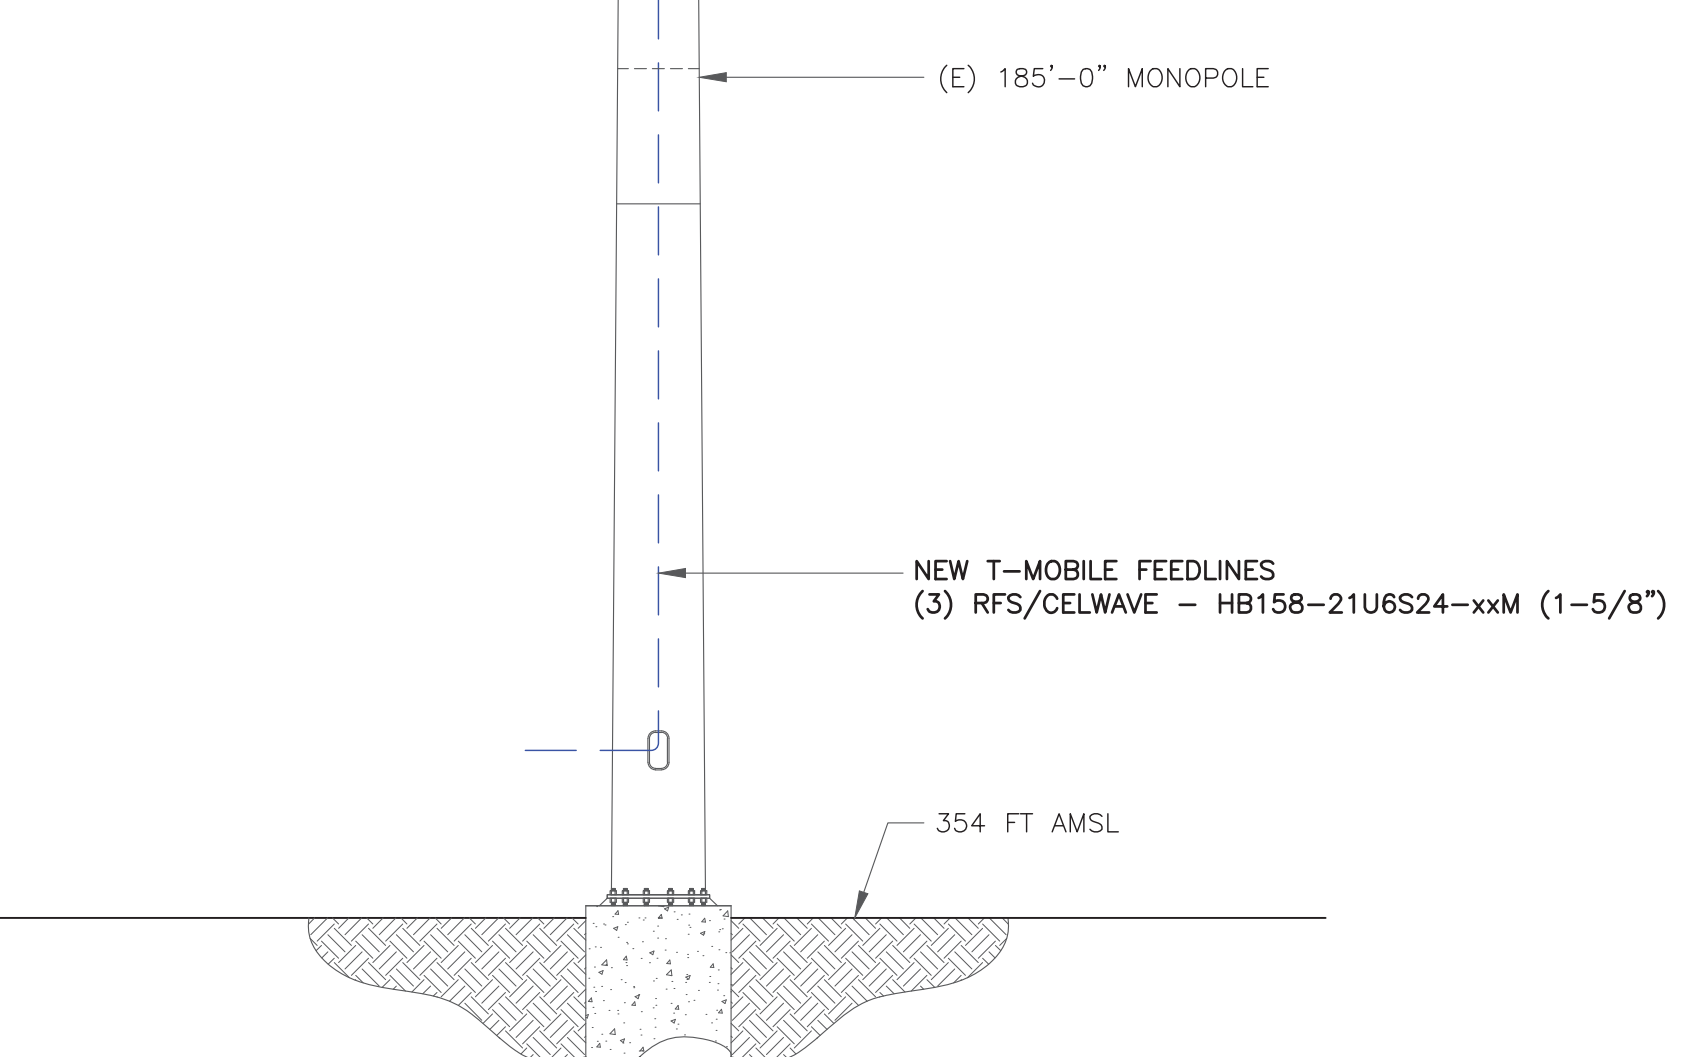 (E) 185'-0" MONOPOLE
NEW T-MOBILE FEEDLINES
(3) RFS/CELWAVE - HB158-21U6S24-xxM (1-5/8")
354 FT AMSL